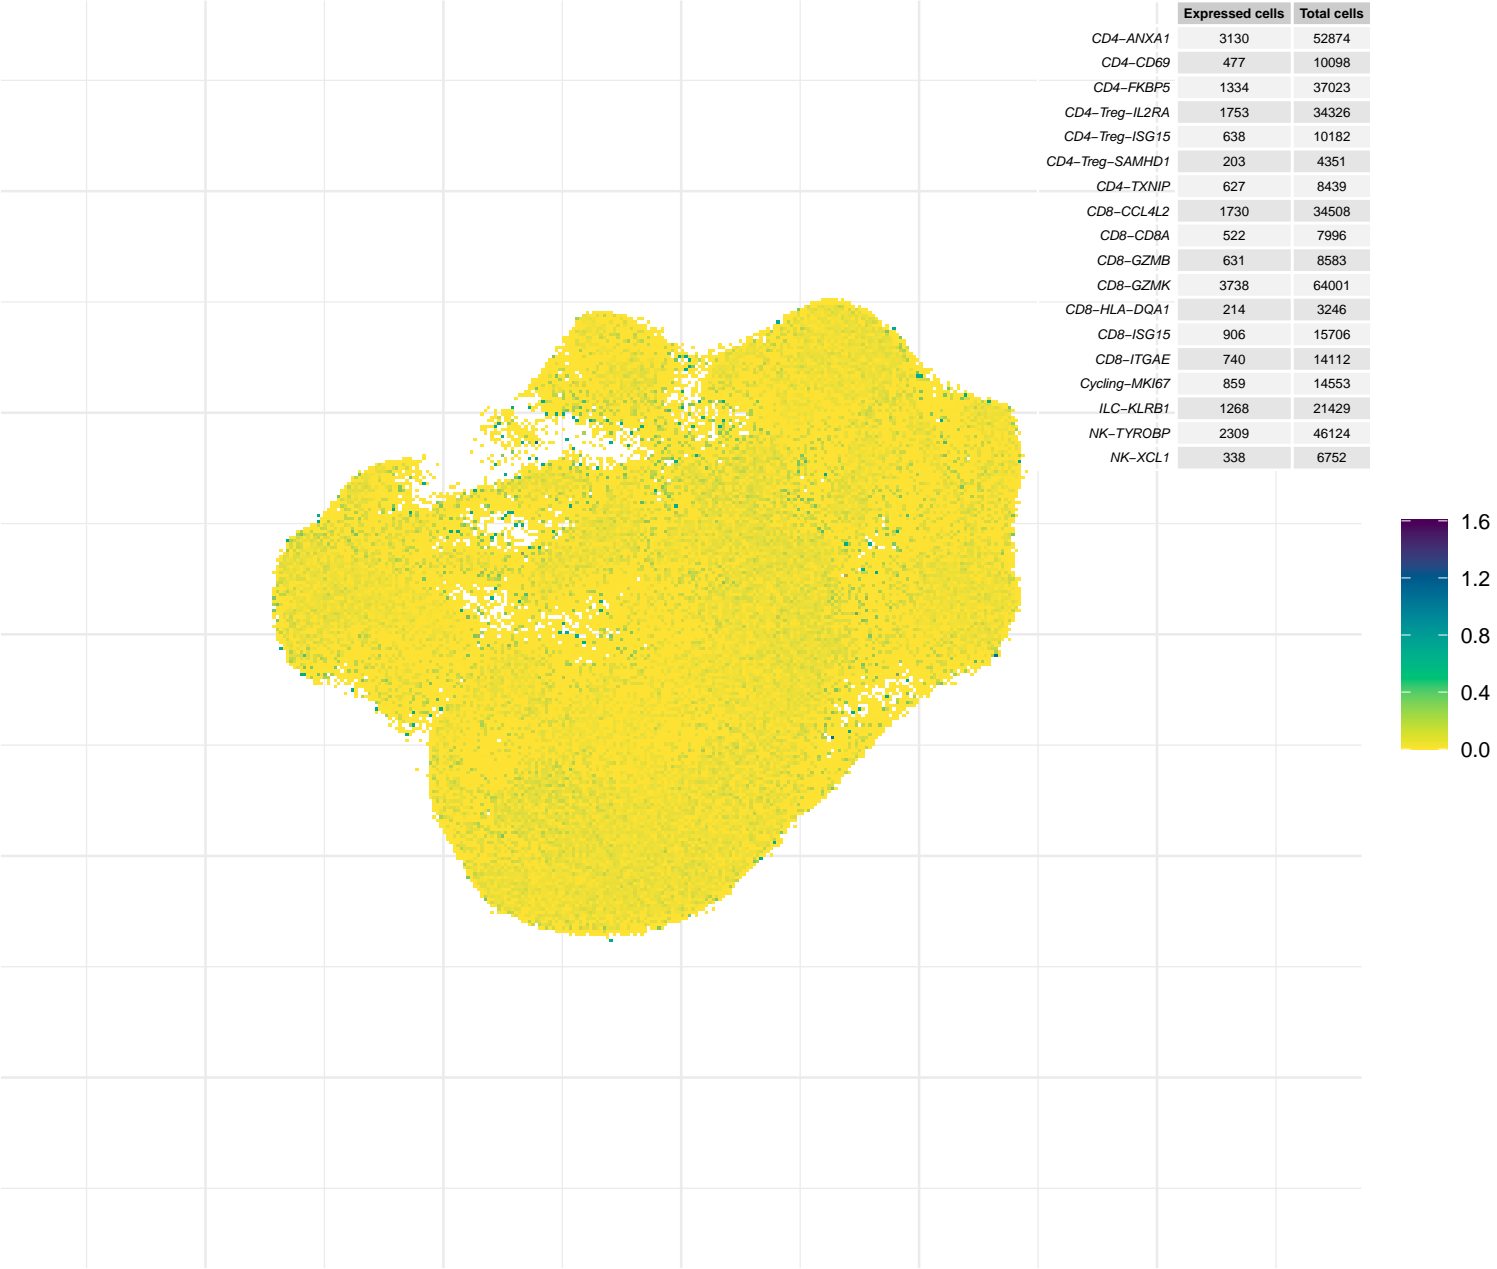 Expressed cells Total cells
CD4−ANXA1 3130 52874
CD4−CD69 477 10098
CD4−FKBP5 1334 37023
CD4−Treg−IL2RA 1753 34326
CD4−Treg−ISG15 638 10182
CD4−Treg−SAMHD1 203 4351
CD4−TXNIP 627 8439
CD8−CCL4L2 1730 34508
CD8−CD8A 522 7996
CD8−GZMB 631 8583
CD8−GZMK 3738 64001
CD8−HLA−DQA1 214 3246
CD8−ISG15 906 15706
CD8−ITGAE 740 14112
Cycling−MKI67 859 14553
ILC−KLRB1 1268 21429
NK−TYROBP 2309 46124
NK−XCL1 338 6752
1.6
1.2
0.8
0.4
0.0